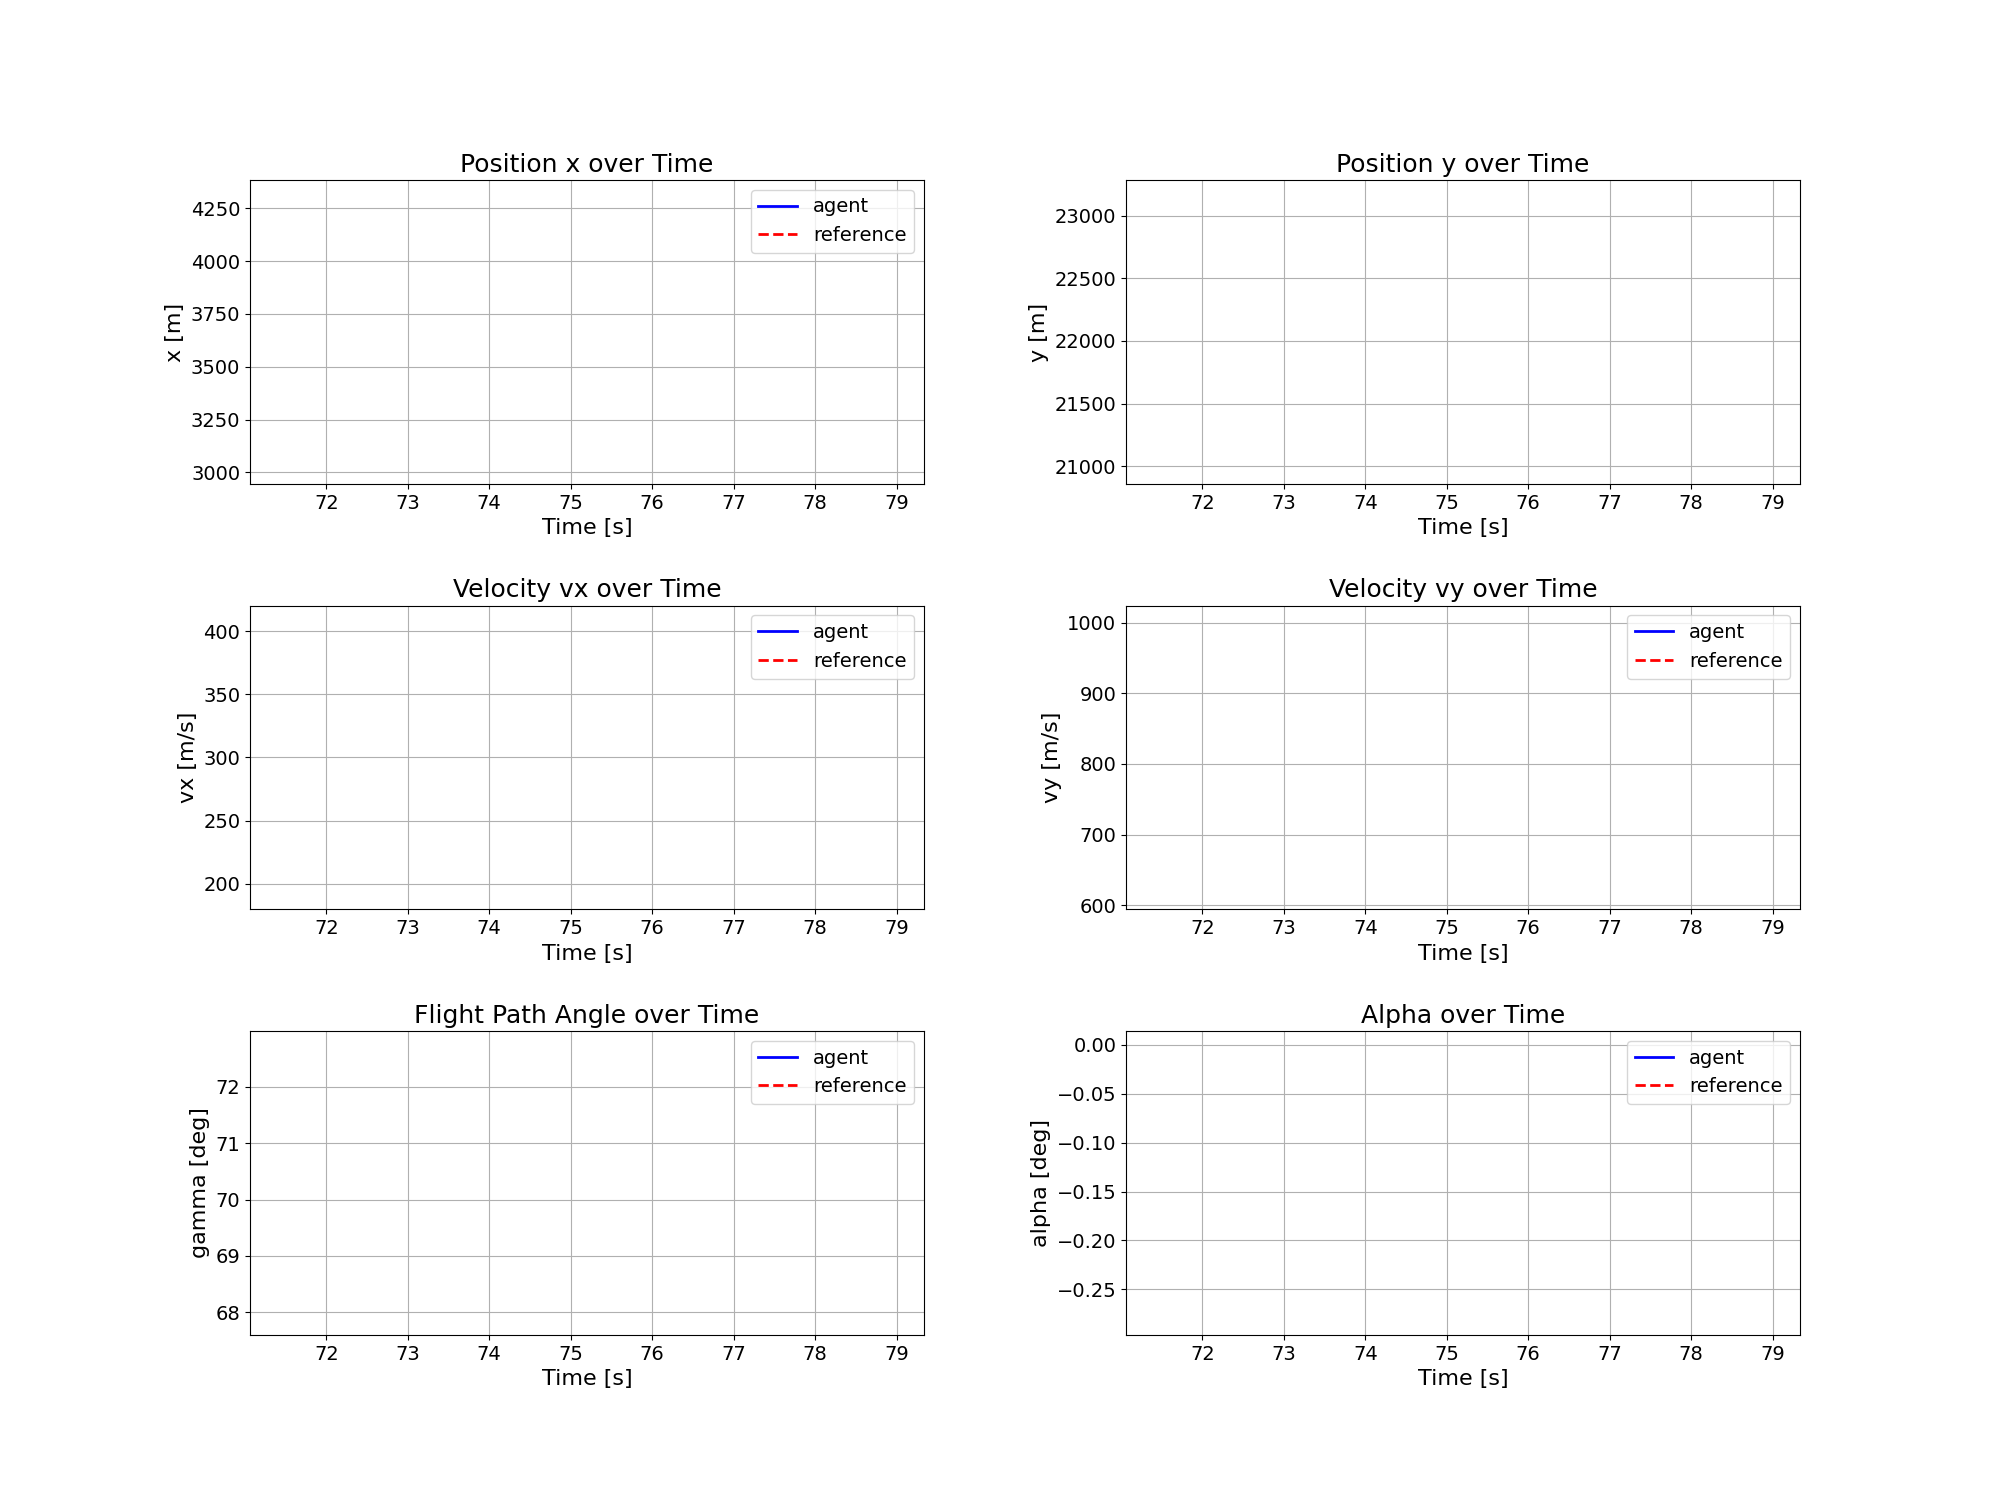 Position x over Time
4250
4000
3750
3500
3250
3000
x [m]
agent
reference
72 73 74 75 76 77 78 79
Time [s]
Position y over Time
23000
22500
22000
21500
21000
y [m]
72 73 74 75 76 77 78 79
Time [s]
Velocity vx over Time
400
350
300
250
200
vx [m/s]
agent
reference
72 73 74 75 76 77 78 79
Time [s]
Velocity vy over Time
1000
900
800
700
600
vy [m/s]
agent
reference
72 73 74 75 76 77 78 79
Time [s]
Flight Path Angle over Time
72
71
70
69
68
gamma [deg]
agent
reference
72 73 74 75 76 77 78 79
Time [s]
Alpha over Time
0.00
−0.05
−0.10
−0.15
−0.20
−0.25
alpha [deg]
agent
reference
72 73 74 75 76 77 78 79
Time [s]